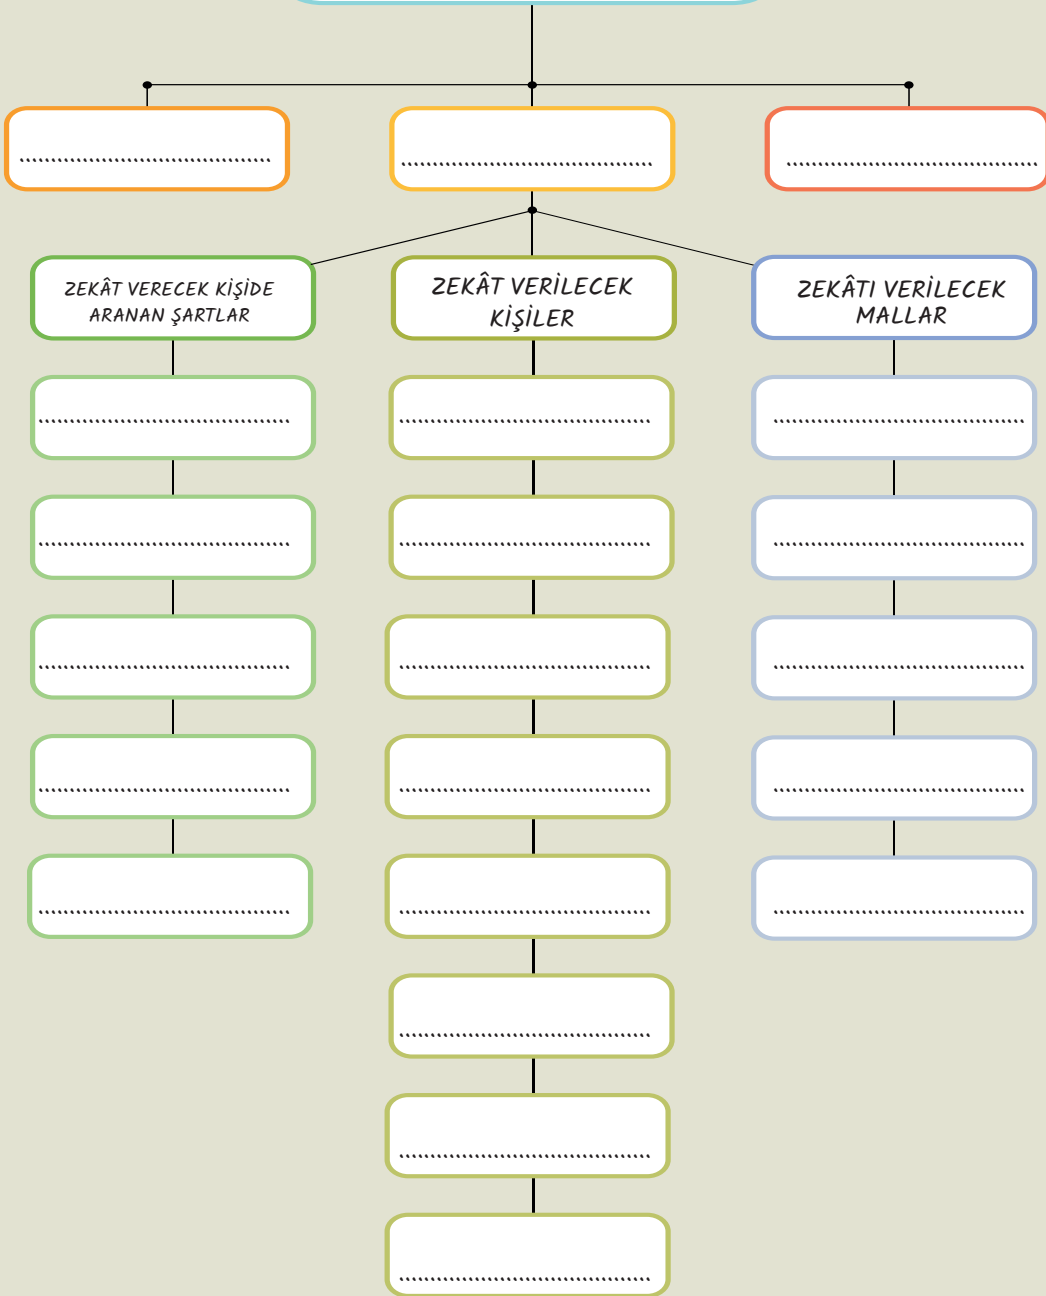 ZEKÂT VERECEK KİŞİDE
ARANAN ŞARTLAR
ZEKÂT VERİLECEK
KİŞİLER
ZEKÂTI VERİLECEK
MALLAR